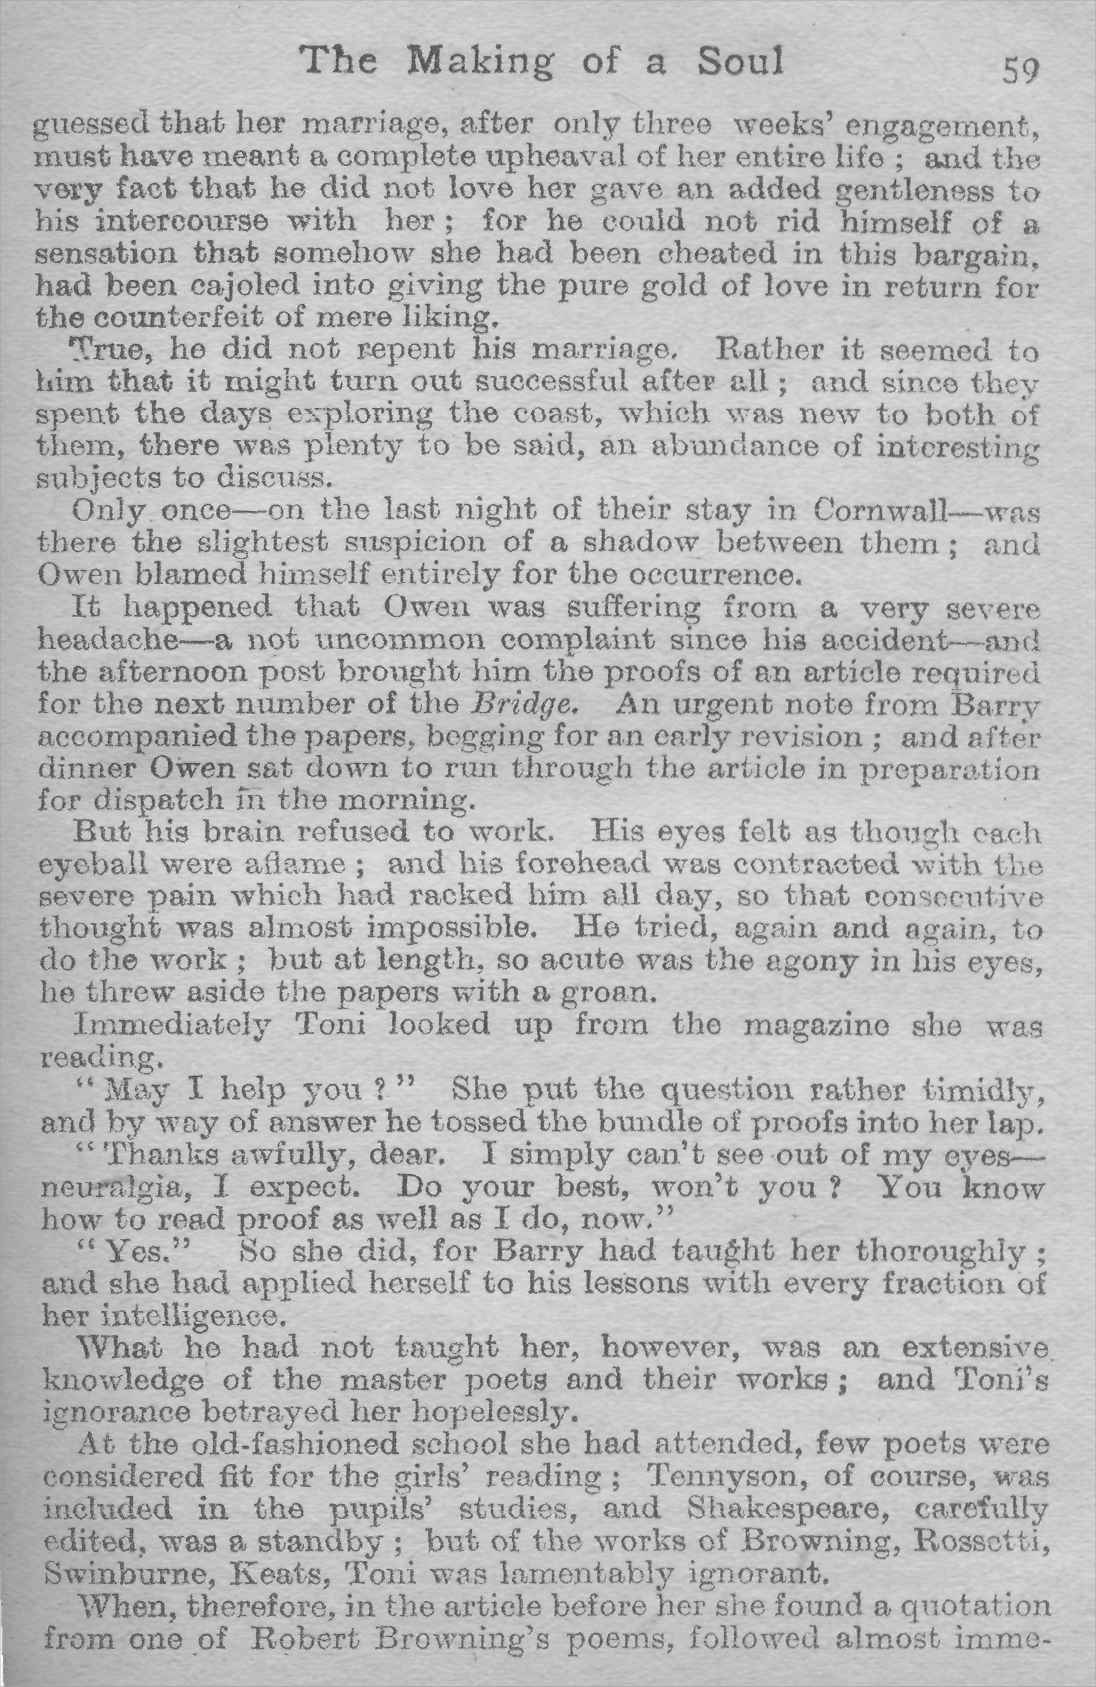 The Making of a Soul 59
guessed that her marriage, after only three weeks’ engagement,
must have meant a complete upheaval of her entire life ; and the
very fact that he did not love her gave an added gentleness to
his intercourse with her ; for he could not rid himself of a
sensation that somehow she had been cheated in this bargain,
had been cajoled into giving the pure gold of love in return for
the counterfeit of mere liking.
True, he did not repent his marriage. Rather it seemed to
him that it might turn out successful after all ; and since they
spent the days exploring the coast, which was new to both of
them, there was plenty to be said, an abundance of interesting
subjects to discuss.
Only once—on the last night of their stay in Cornwall—was
there the slightest suspicion of a shadow between them ; and
Owen blamed himself entirely for the occurrence.
It happened that Owen was suffering from a very severe
headache—a not uncommon complaint since his accident—and
the afternoon post brought him the proofs of an article required
for the next number of the Bridge. An urgent note from Barry
accompanied the papers, begging for an early revision ; and after
dinner Owen sat down to run through the article in preparation
for dispatch in the morning.
But his brain refused to work. His eyes felt as though each
eyeball were aflame ; and his forehead was contracted with the
severe pain which had racked him all day, so that consecutive
thought was almost impossible. He tried, again and again, to
do the work ; but at length, so acute was the agony in his eyes,
he threw aside the papers with a groan.
Immediately Toni looked up from the magazine she was
reading.
“ May I help you ? ” She put the question rather timidly,
and by way of answer he tossed the bundle of proofs into her lap.
“ Thanks awfully, dear. I simply can’t see out of my eyes—
neuralgia, I expect. Do your best, won’t you ? You know
how to read proof as well as I do, now.”
“ Yes.” So she did, for Barry had taught her thoroughly ;
and she had applied herself to his lessons with every fraction of
her intelligence.
What he had not taught her, however, was an extensive
knowledge of the master poets and their works ; and Toni’s
ignorance betrayed her hopelessly.
At the old-fashioned school she had attended, few poets were
considered fit for the girls’ reading ; Tennyson, of course, was
included in the pupils’ studies, and Shakespeare, carefully
edited, was a standby ; but of the works of Browning, Rossetti,
Swinburne, Keats, Toni was lamentably ignorant.
When, therefore, in the article before her she found a quotation
from one of Robert Browning’s poems, followed almost imme-